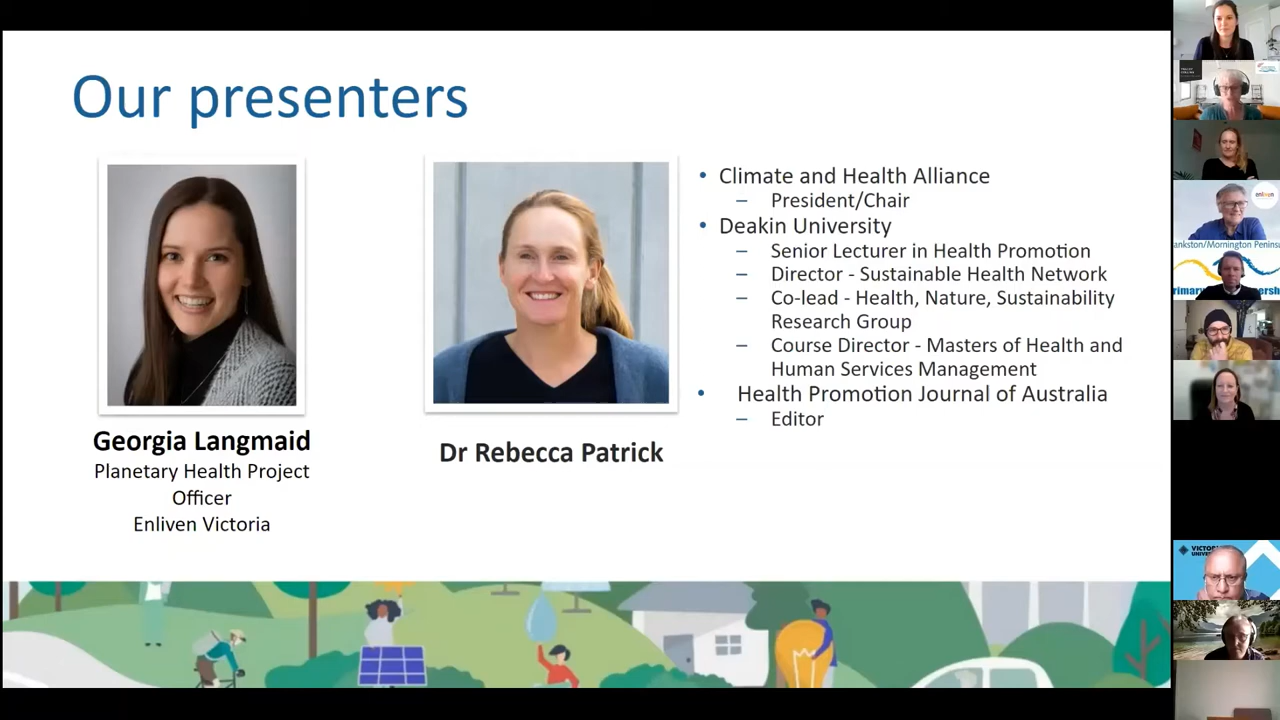 Our presenters
Georgia Langmaid
Planetary Health Project
Officer
Enliven Victoria
Dr Rebecca Patrick
• Climate and Health Alliance
– President/Chair
• Deakin University
– Senior Lecturer in Health Promotion
– Director - Sustainable Health Network
– Co-lead - Health, Nature, Sustainability
Research Group
– Course Director - Masters of Health and
Human Services Management
• Health Promotion Journal of Australia
– Editor
enliven